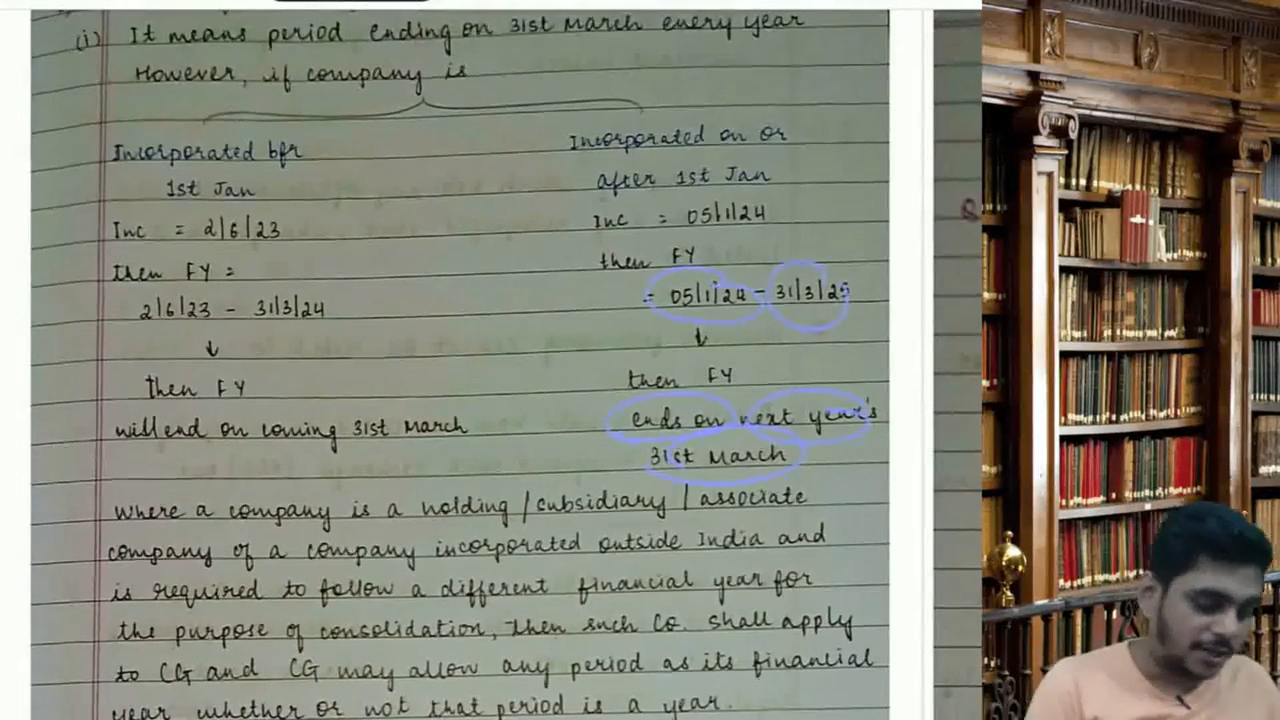 (i) It means period ending on 31st March every year
However, if company is
Incorporated bfr
1st Jan
Inc = 2/6/23
then FY =
2/6/23 - 31/3/24
↓
then FY
will end on coming 31st March
Incorporated on or
after 1st Jan
Inc = 05/1/24
then FY
= 05/1/24 - 31/3/25
↓
then FY
ends on next year's
31st March
where a company is a holding / subsidiary / associate
company of a company incorporated outside India and
is required to follow a different financial year for
the purpose of consolidation, then such Co. shall apply
to CG and CG may allow any period as its financial
year whether or not that period is a year.